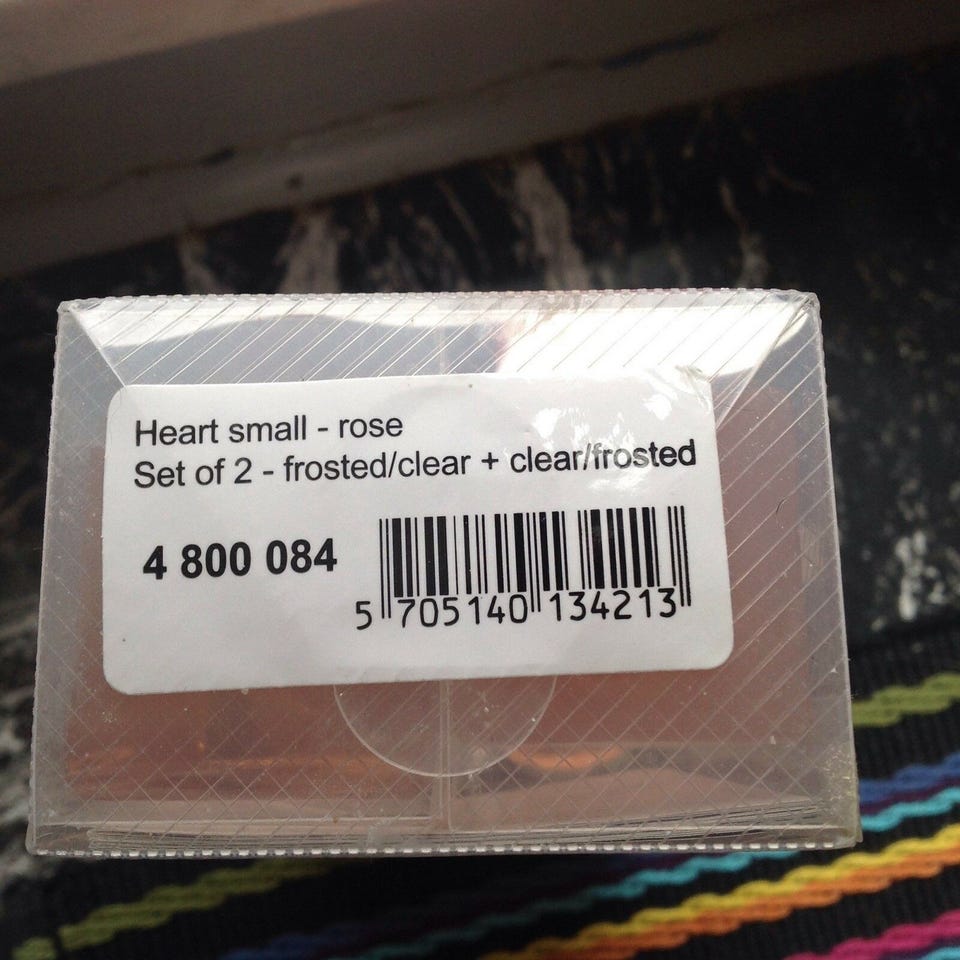 Heart small - rose
Set of 2 - frosted/clear + clear/frosted
4 800 084
5 705140 134213